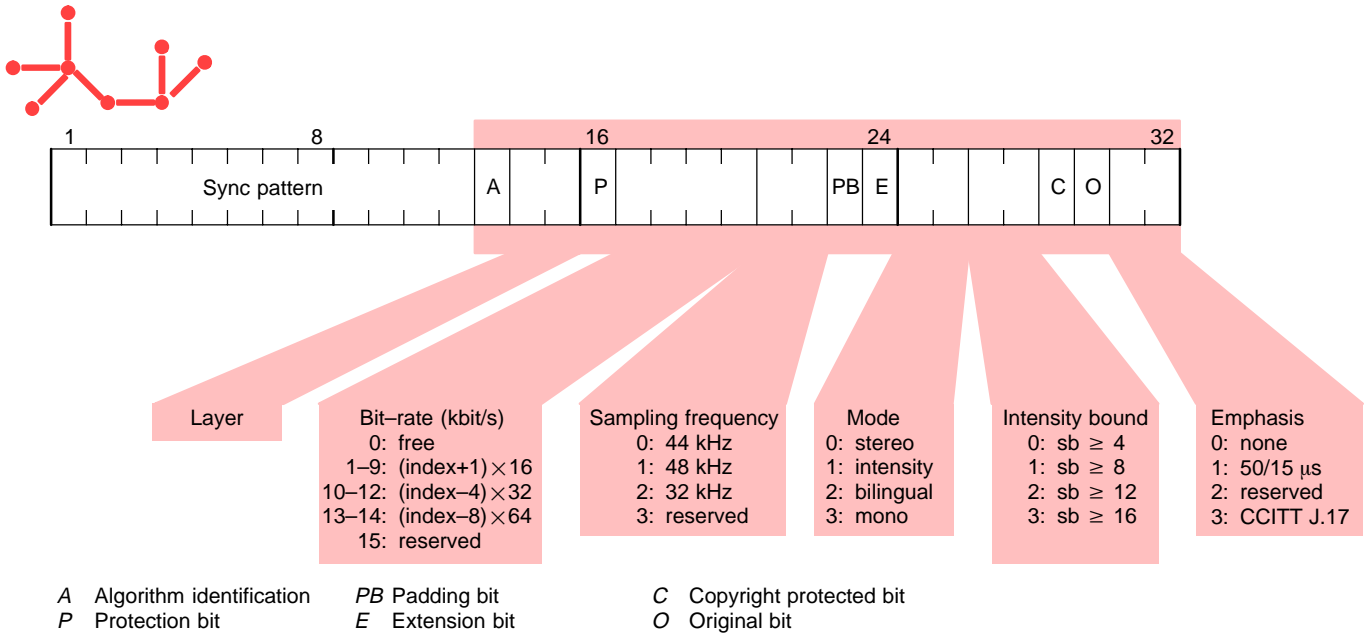 1 8 16 24 32
Sync pattern A P PB E C O
Layer
Bit–rate (kbit/s)
0: free
1–9: (index+1)×16
10–12: (index–4)×32
13–14: (index–8)×64
15: reserved
Sampling frequency
0: 44 kHz
1: 48 kHz
2: 32 kHz
3: reserved
Mode
0: stereo
1: intensity
2: bilingual
3: mono
Intensity bound
0: sb ≥ 4
1: sb ≥ 8
2: sb ≥ 12
3: sb ≥ 16
Emphasis
0: none
1: 50/15 μs
2: reserved
3: CCITT J.17
A Algorithm identification PB Padding bit C Copyright protected bit
P Protection bit E Extension bit O Original bit